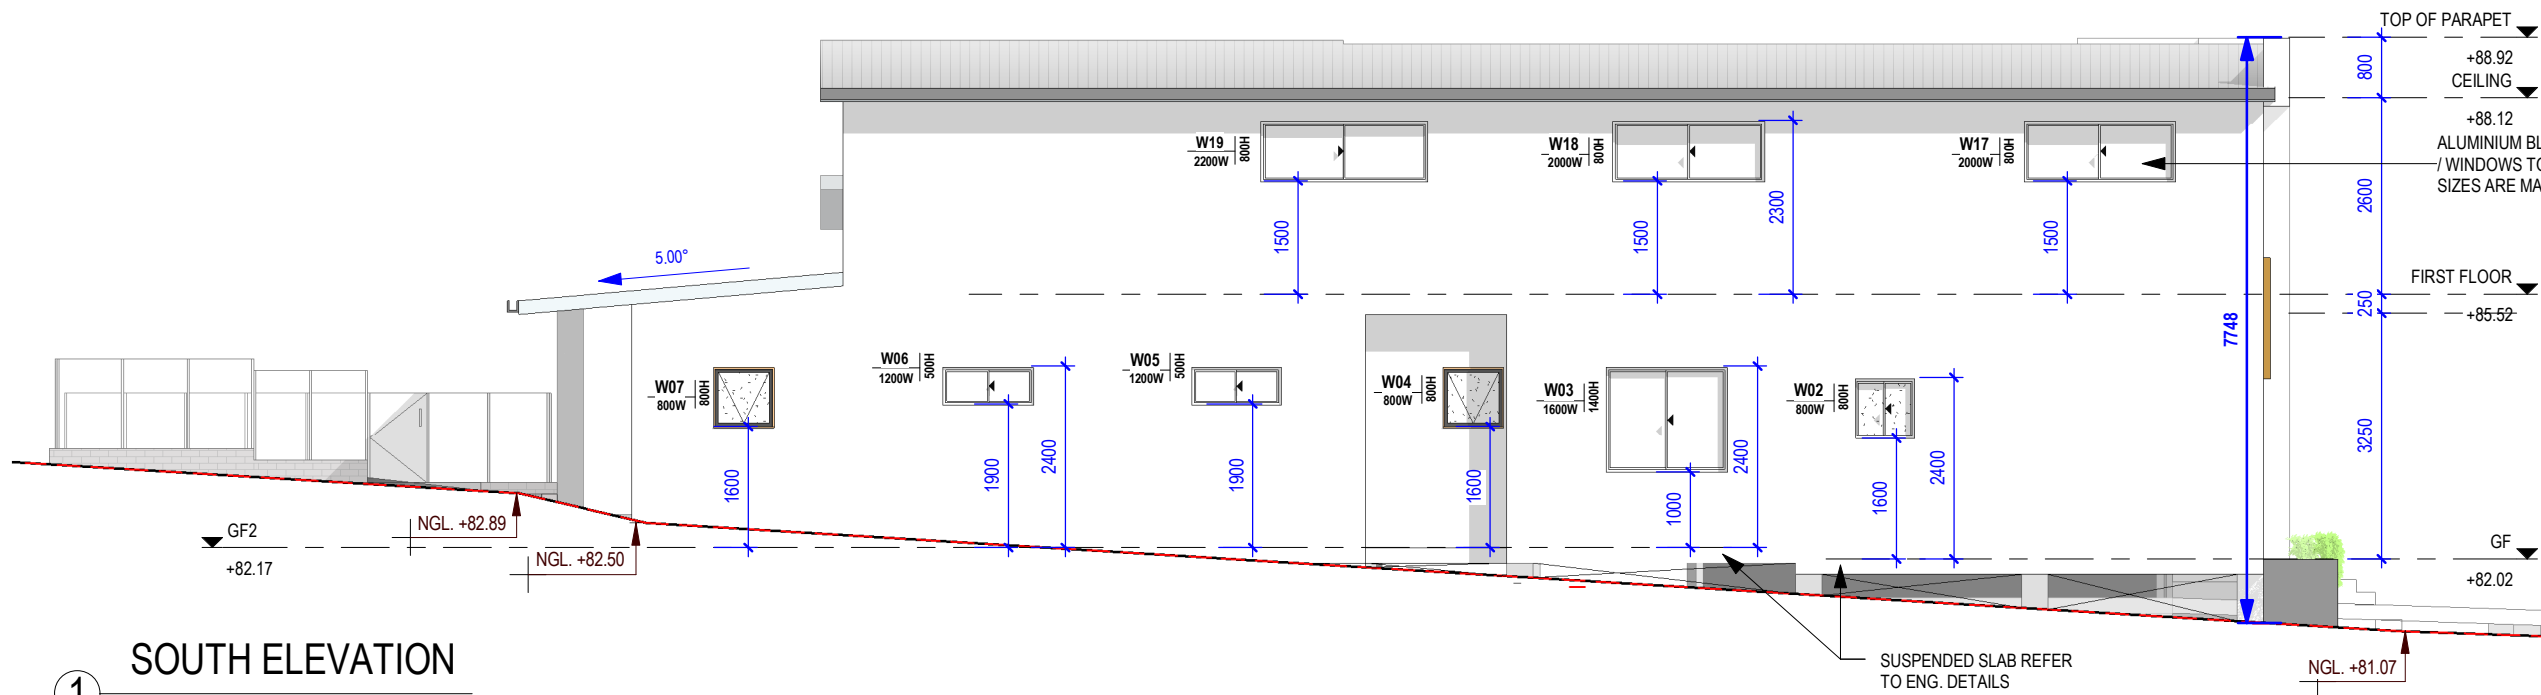 TOP OF PARAPET
+88.92
800
CEILING
+88.12
ALUMINIUM BL
/ WINDOWS TO
SIZES ARE MA
2600
FIRST FLOOR
+85.52
250
3250
GF
+82.02
7748
W19
2200W
800H
W18
2000W
800H
W17
2000W
800H
1500
1500
2300
1500
5.00°
W07
800W
800H
W06
1200W
500H
W05
1200W
500H
W04
800W
800H
W03
1600W
1400H
W02
800W
800H
1600
1900
2400
1900
1600
1000
2400
1600
2400
NGL. +82.89
GF2
+82.17
NGL. +82.50
SUSPENDED SLAB REFER
TO ENG. DETAILS
NGL. +81.07
SOUTH ELEVATION
1